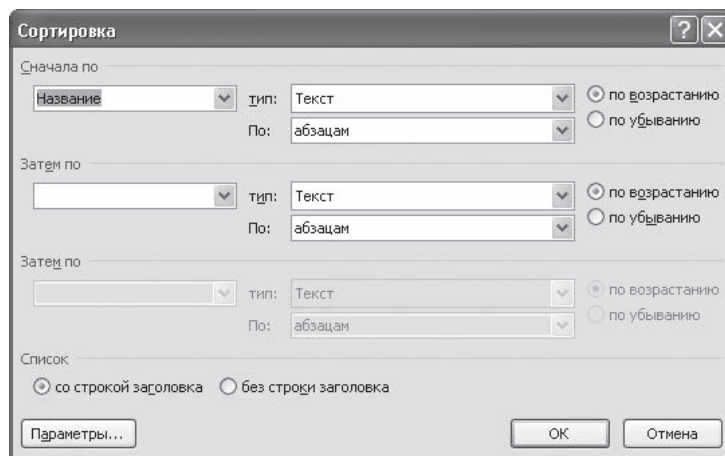 Сортировка
Сначала по
Название тип: Текст по возрастанию
По: абзацам по убыванию
Затем по
тип: Текст по возрастанию
По: абзацам по убыванию
Затем по
тип: Текст по возрастанию
По: абзацам по убыванию
Список
со строкой заголовка без строки заголовка
Параметры... ОК Отмена